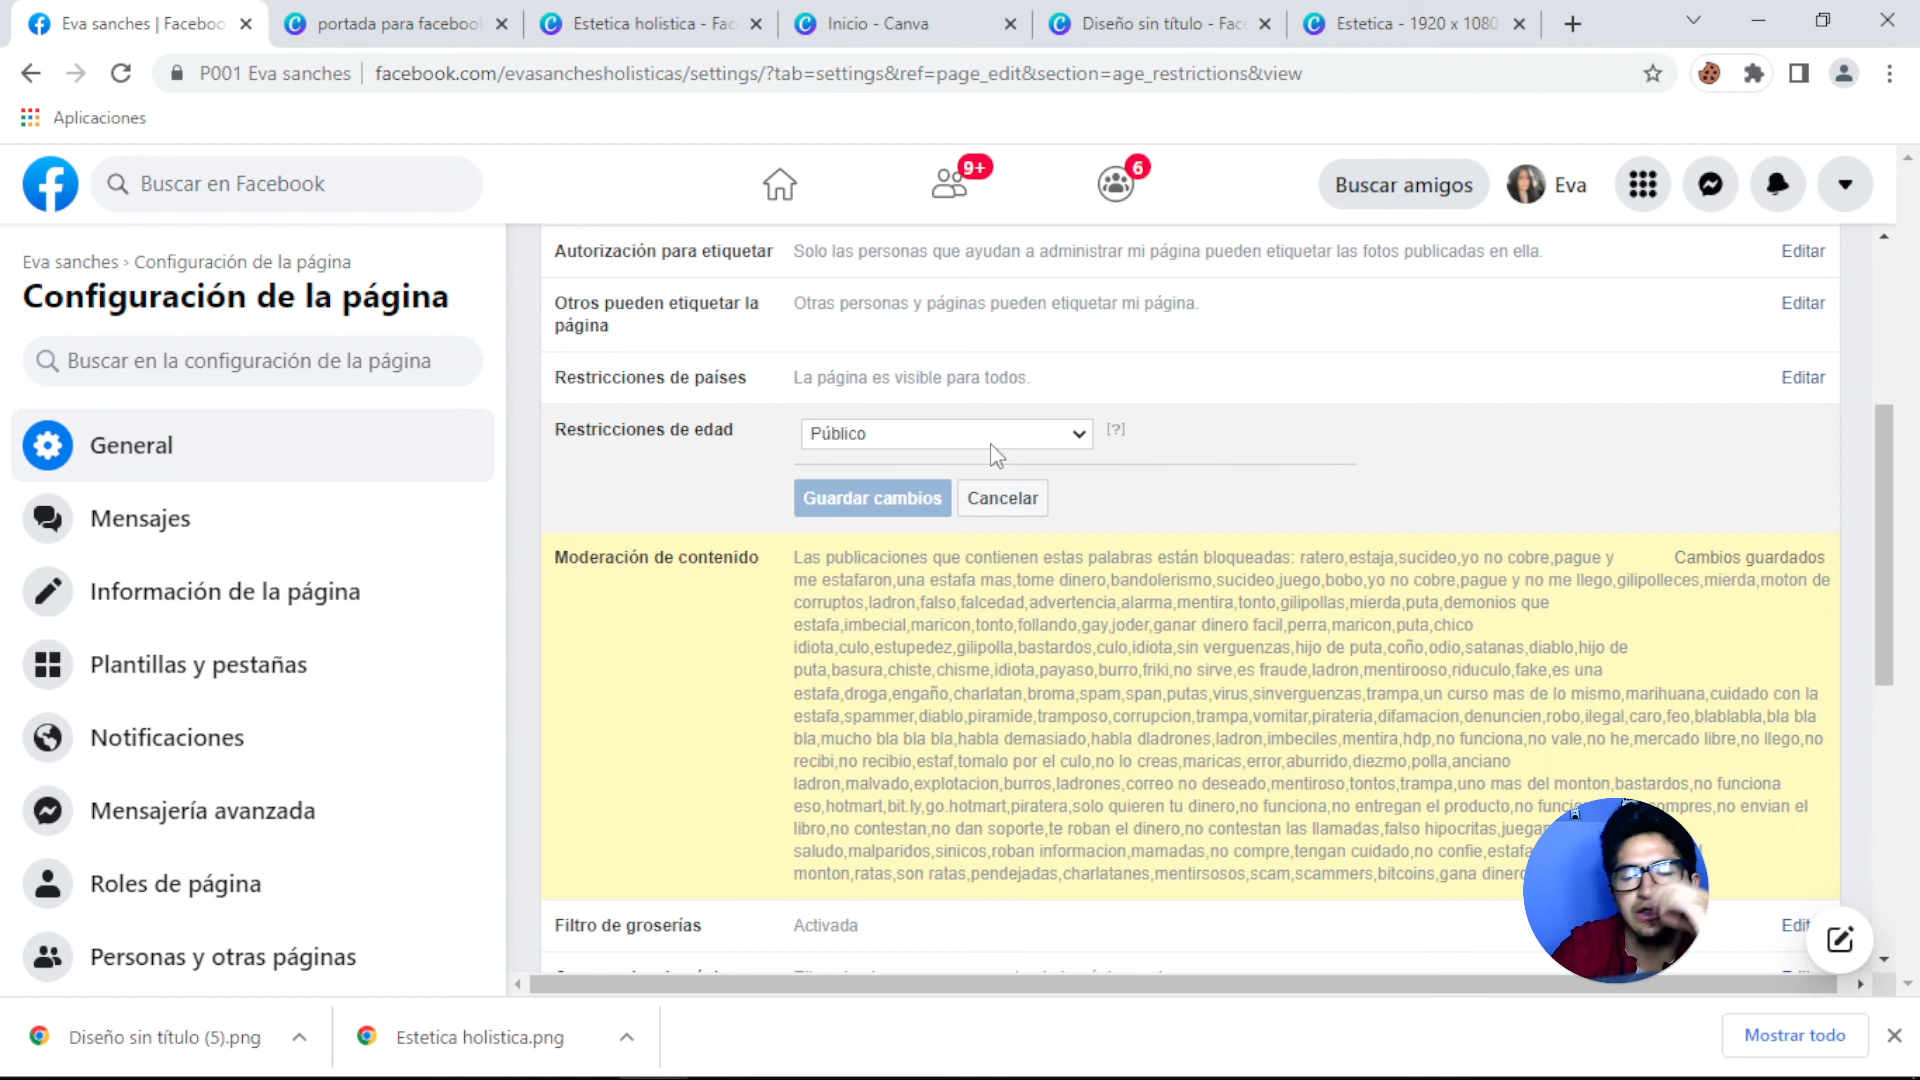 Eva sanches | Faceboo
portada para facebook
Estetica holistica - Fac
Inicio - Canva
Diseño sin título - Fac
Estetica - 1920 x 1080
P001 Eva sanches
facebook.com/evasanchesholisticas/settings/?tab=settings&ref=page_edit&section=age_restrictions&view
Aplicaciones
Buscar en Facebook
9+
6
Buscar amigos
Eva
Eva sanches › Configuración de la página
Configuración de la página
Buscar en la configuración de la página
General
Mensajes
Información de la página
Plantillas y pestañas
Notificaciones
Mensajería avanzada
Roles de página
Personas y otras páginas
Autorización para etiquetar
Solo las personas que ayudan a administrar mi página pueden etiquetar las fotos publicadas en ella.
Editar
Otros pueden etiquetar la
página
Otras personas y páginas pueden etiquetar mi página.
Editar
Restricciones de países
La página es visible para todos.
Editar
Restricciones de edad
Público
[?]
Guardar cambios
Cancelar
Moderación de contenido
Las publicaciones que contienen estas palabras están bloqueadas: ratero,estaja,sucideo,yo no cobre,pague y
Cambios guardados
me estafaron,una estafa mas,tome dinero,bandolerismo,sucideo,juego,bobo,yo no cobre,pague y no me llego,gilipolleces,mierda,moton de
corruptos,ladron,falso,falcedad,advertencia,alarma,mentira,tonto,gilipollas,mierda,puta,demonios que
estafa,imbecial,maricon,tonto,follando,gay,joder,ganar dinero facil,perra,maricon,puta,chico
idiota,culo,estupedez,gilipolla,bastardos,culo,idiota,sin verguenzas,hijo de puta,coño,odio,satanas,diablo,hijo de
puta,basura,chiste,chisme,idiota,payaso,burro,friki,no sirve,es fraude,ladron,mentirooso,riduculo,fake,es una
estafa,droga,engaño,charlatan,broma,spam,span,putas,virus,sinverguenzas,trampa,un curso mas de lo mismo,marihuana,cuidado con la
estafa,spammer,diablo,piramide,tramposo,corrupcion,trampa,vomitar,pirateria,difamacion,denuncien,robo,ilegal,caro,feo,blablabla,bla bla
bla,mucho bla bla bla,habla demasiado,habla dladrones,ladron,imbeciles,mentira,hdp,no funciona,no vale,no he,mercado libre,no llego,no
recibi,no recibio,estaf,tomalo por el culo,no lo creas,maricas,error,aburrido,diezmo,polla,anciano
ladron,malvado,explotacion,burros,ladrones,correo no deseado,mentiroso,tontos,trampa,uno mas del monton,bastardos,no funciona
eso,hotmart,bit.ly,go.hotmart,piratera,solo quieren tu dinero,no funciona,no entregan el producto,no funcio ompres,no envian el
libro,no contestan,no dan soporte,te roban el dinero,no contestan las llamadas,falso hipocritas,juegan
saludo,malparidos,sinicos,roban informacion,mamadas,no compre,tengan cuidado,no confie,estafa
monton,ratas,son ratas,pendejadas,charlatanes,mentirsosos,scam,scammers,bitcoins,gana dinero
Filtro de groserías
Activada
Edit
Diseño sin título (5).png
Estetica holistica.png
Mostrar todo